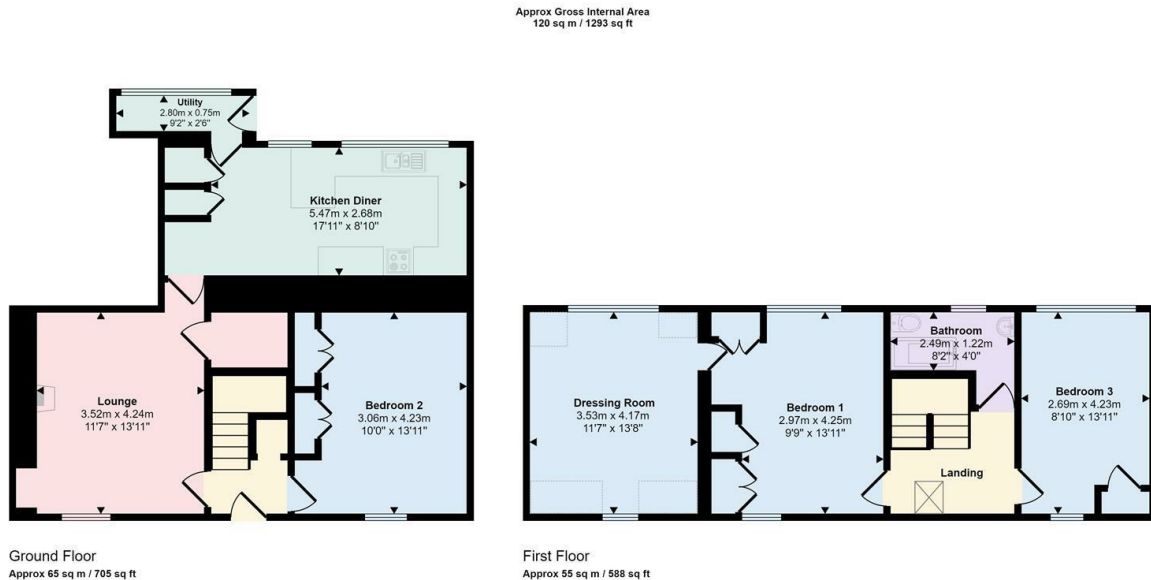 Approx Gross Internal Area
120 sq m / 1293 sq ft
Utility
2.80m x 0.75m
9'2" x 2'6"
Kitchen Diner
5.47m x 2.68m
17'11" x 8'10"
Lounge
3.52m x 4.24m
11'7" x 13'11"
Bedroom 2
3.06m x 4.23m
10'0" x 13'11"
Dressing Room
3.53m x 4.17m
11'7" x 13'8"
Bedroom 1
2.97m x 4.25m
9'9" x 13'11"
Bathroom
2.49m x 1.22m
8'2" x 4'0"
Landing
Bedroom 3
2.69m x 4.23m
8'10" x 13'11"
Ground Floor
Approx 65 sq m / 705 sq ft
First Floor
Approx 55 sq m / 588 sq ft